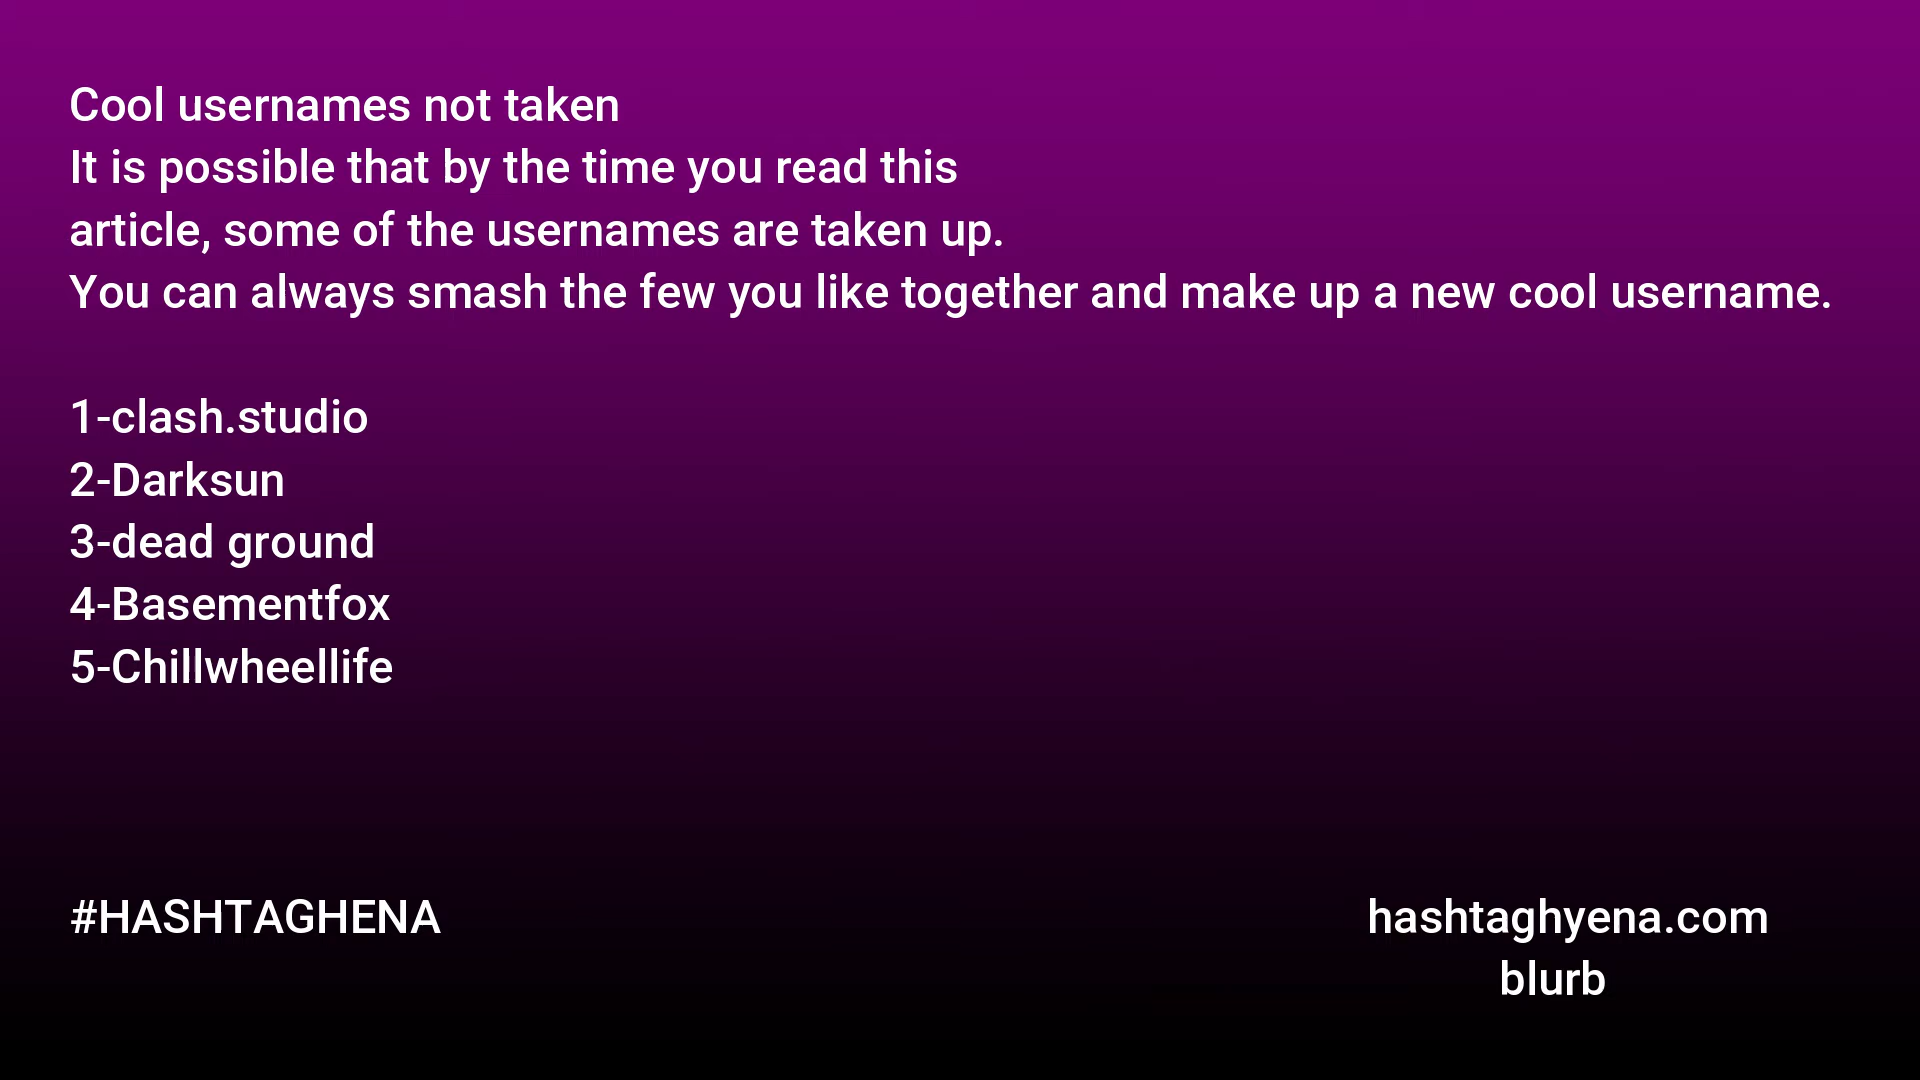 Cool usernames not taken
It is possible that by the time you read this
article, some of the usernames are taken up.
You can always smash the few you like together and make up a new cool username.
1-clash.studio
2-Darksun
3-dead ground
4-Basementfox
5-Chillwheellife
#HASHTAGHENA
hashtaghyena.com
blurb